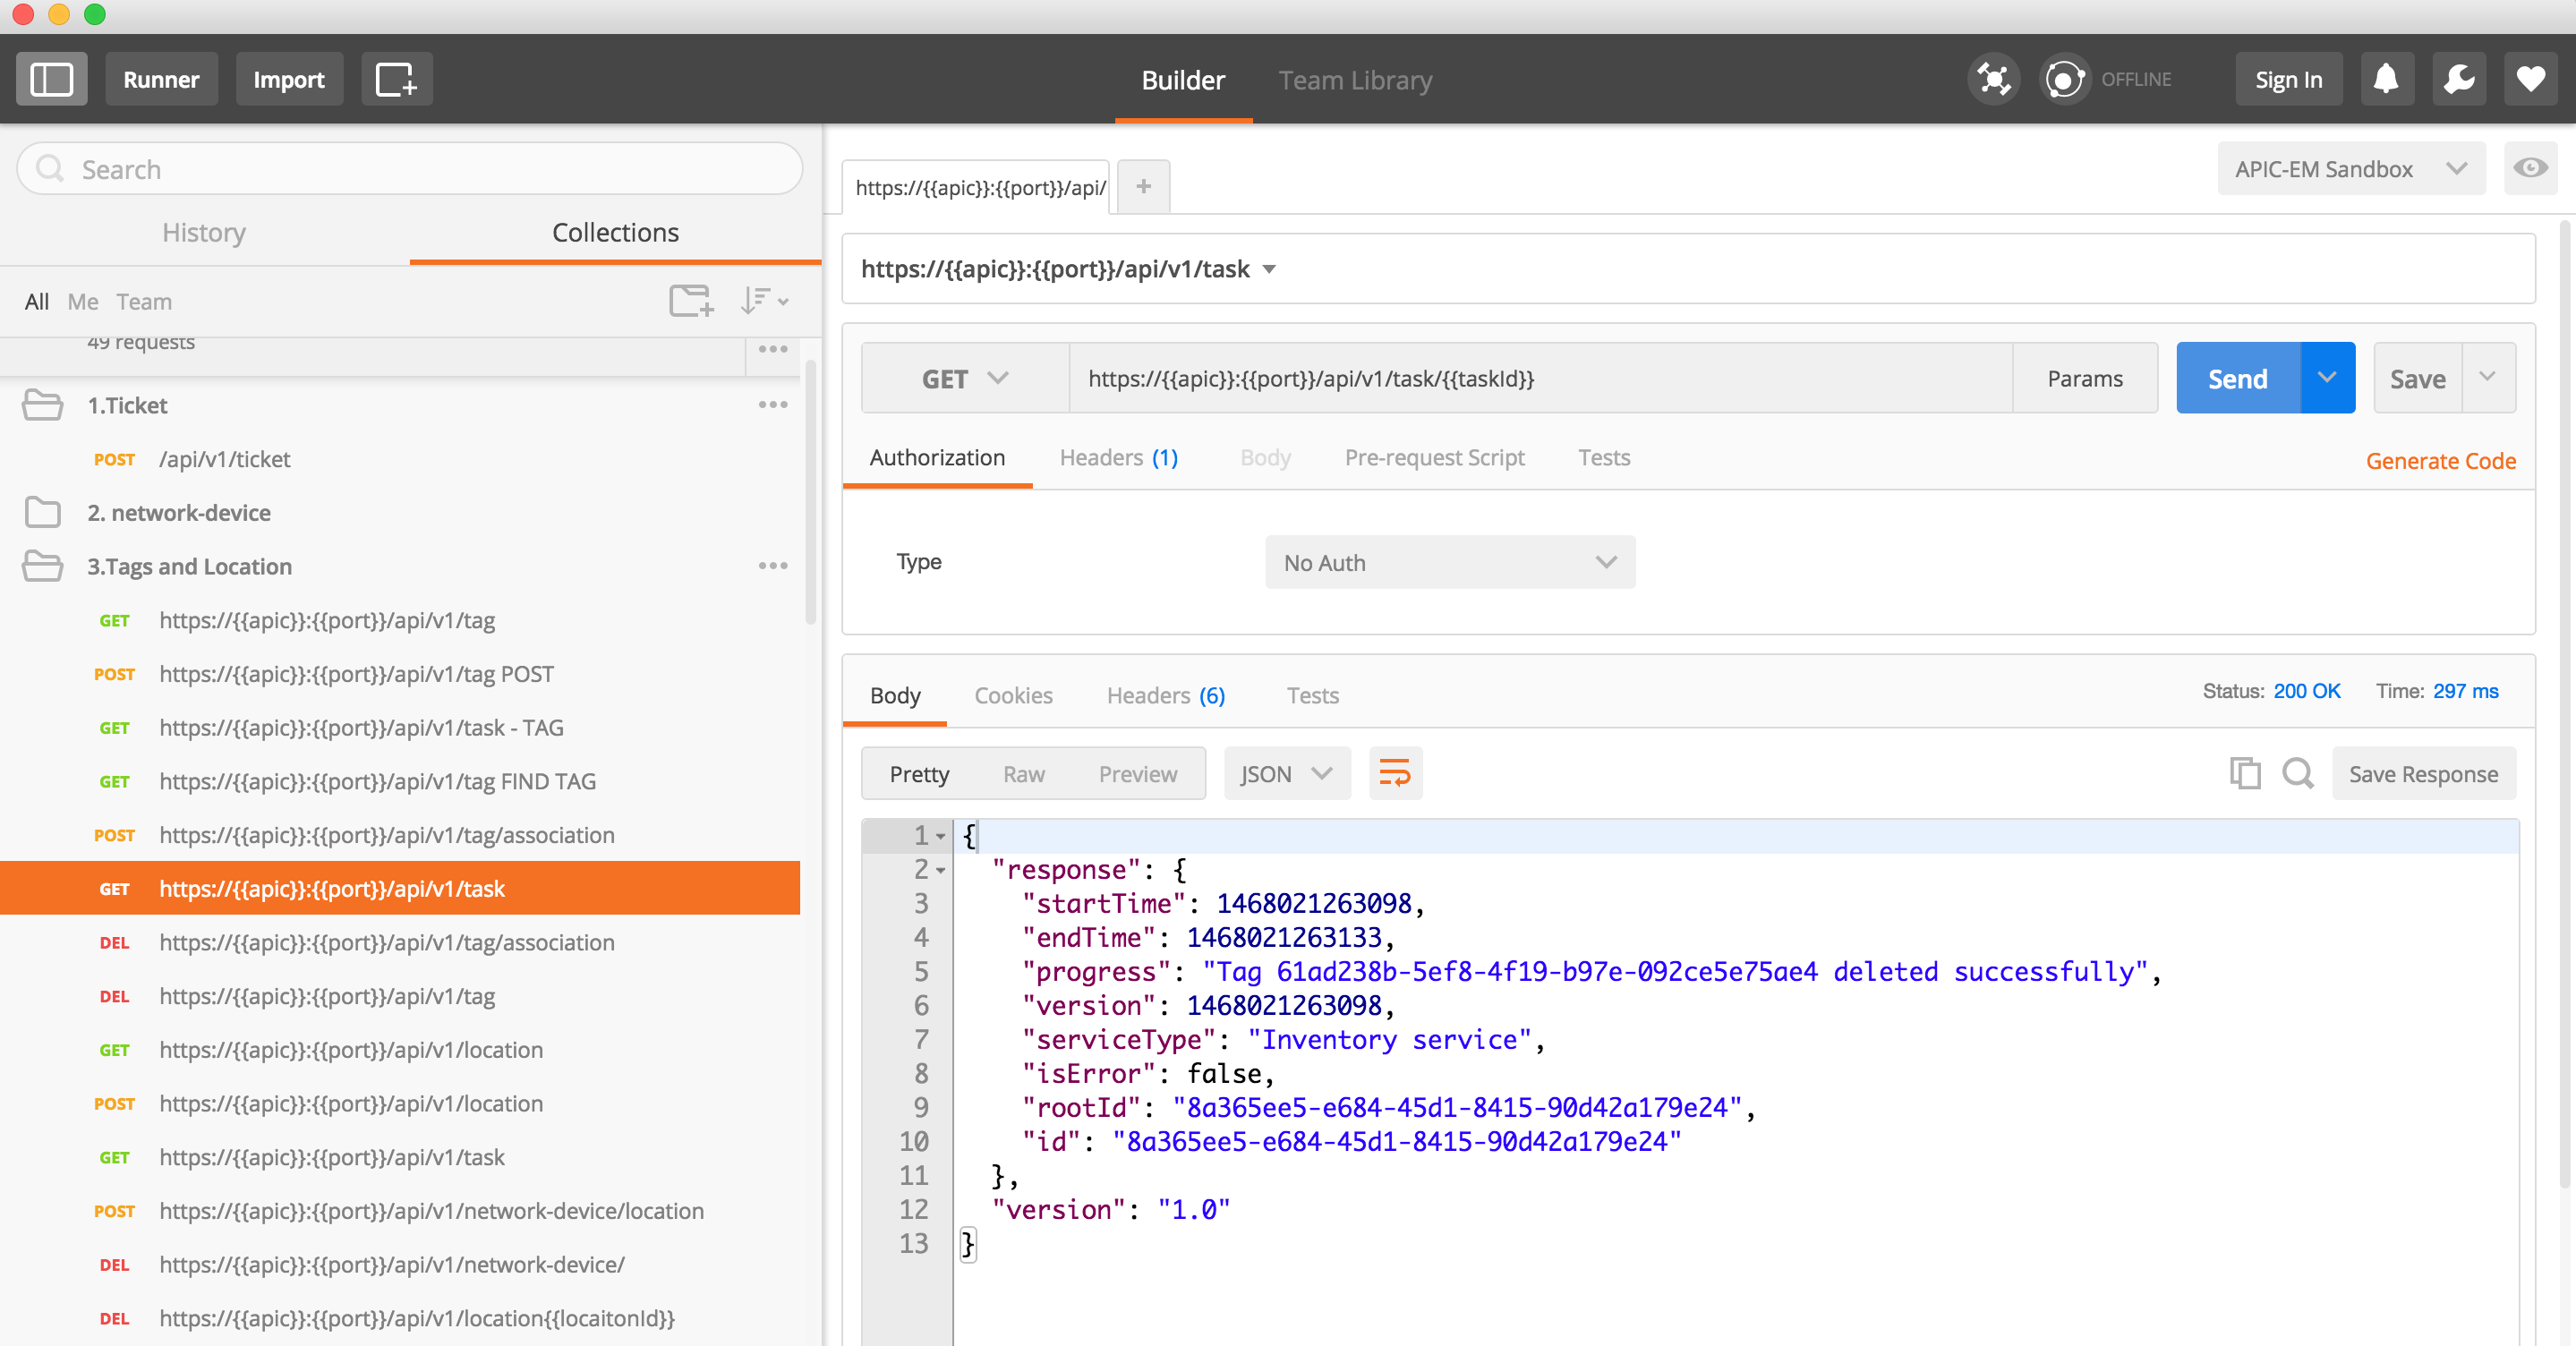 Runner Import Builder Team Library OFFLINE Sign In
Search
History Collections
All Me Team
49 requests
1.Ticket
POST /api/v1/ticket
2. network-device
3.Tags and Location
GET https://{{apic}}:{{port}}/api/v1/tag
POST https://{{apic}}:{{port}}/api/v1/tag POST
GET https://{{apic}}:{{port}}/api/v1/task - TAG
GET https://{{apic}}:{{port}}/api/v1/tag FIND TAG
POST https://{{apic}}:{{port}}/api/v1/tag/association
GET https://{{apic}}:{{port}}/api/v1/task
DEL https://{{apic}}:{{port}}/api/v1/tag/association
DEL https://{{apic}}:{{port}}/api/v1/tag
GET https://{{apic}}:{{port}}/api/v1/location
POST https://{{apic}}:{{port}}/api/v1/location
GET https://{{apic}}:{{port}}/api/v1/task
POST https://{{apic}}:{{port}}/api/v1/network-device/location
DEL https://{{apic}}:{{port}}/api/v1/network-device/
DEL https://{{apic}}:{{port}}/api/v1/location{{locaitonId}}
https://{{apic}}:{{port}}/api/ +
APIC-EM Sandbox
https://{{apic}}:{{port}}/api/v1/task
GET https://{{apic}}:{{port}}/api/v1/task/{{taskId}} Params Send Save
Authorization Headers (1) Body Pre-request Script Tests Generate Code
Type No Auth
Body Cookies Headers (6) Tests Status: 200 OK Time: 297 ms
Pretty Raw Preview JSON Save Response
1 {
2 "response": {
3 "startTime": 1468021263098,
4 "endTime": 1468021263133,
5 "progress": "Tag 61ad238b-5ef8-4f19-b97e-092ce5e75ae4 deleted successfully",
6 "version": 1468021263098,
7 "serviceType": "Inventory service",
8 "isError": false,
9 "rootId": "8a365ee5-e684-45d1-8415-90d42a179e24",
10 "id": "8a365ee5-e684-45d1-8415-90d42a179e24"
11 },
12 "version": "1.0"
13 }